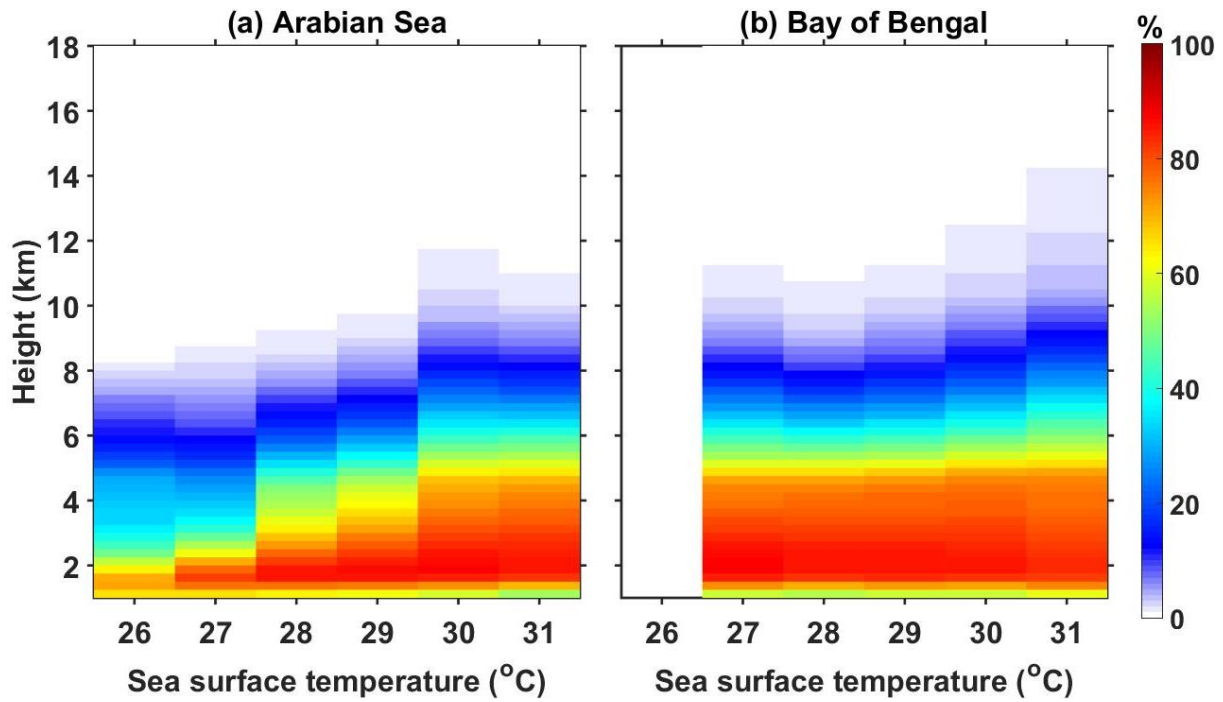 (a) Arabian Sea
(b) Bay of Bengal
%
Height (km)
18
16
14
12
10
8
6
4
2
26 27 28 29 30 31
26 27 28 29 30 31
100
80
60
40
20
0
Sea surface temperature (°C)
Sea surface temperature (°C)